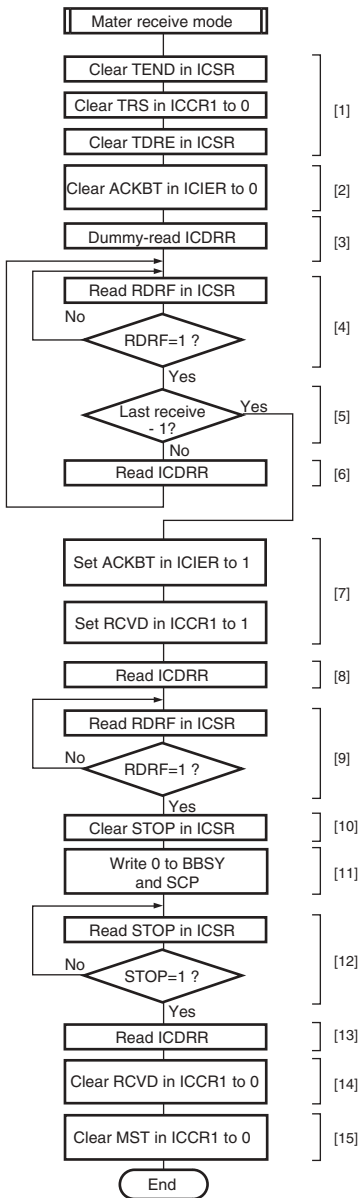 Mater receive mode
Clear TEND in ICSR
Clear TRS in ICCR1 to 0
[1]
Clear TDRE in ICSR
Clear ACKBT in ICIER to 0
[2]
Dummy-read ICDRR
[3]
Read RDRF in ICSR
No
[4]
RDRF=1 ?
Yes
Last receive
- 1?
Yes
[5]
No
Read ICDRR
[6]
Set ACKBT in ICIER to 1
[7]
Set RCVD in ICCR1 to 1
Read ICDRR
[8]
Read RDRF in ICSR
No
[9]
RDRF=1 ?
Yes
Clear STOP in ICSR
[10]
Write 0 to BBSY
and SCP
[11]
Read STOP in ICSR
[12]
No
STOP=1 ?
Yes
Read ICDRR
[13]
Clear RCVD in ICCR1 to 0
[14]
Clear MST in ICCR1 to 0
[15]
End